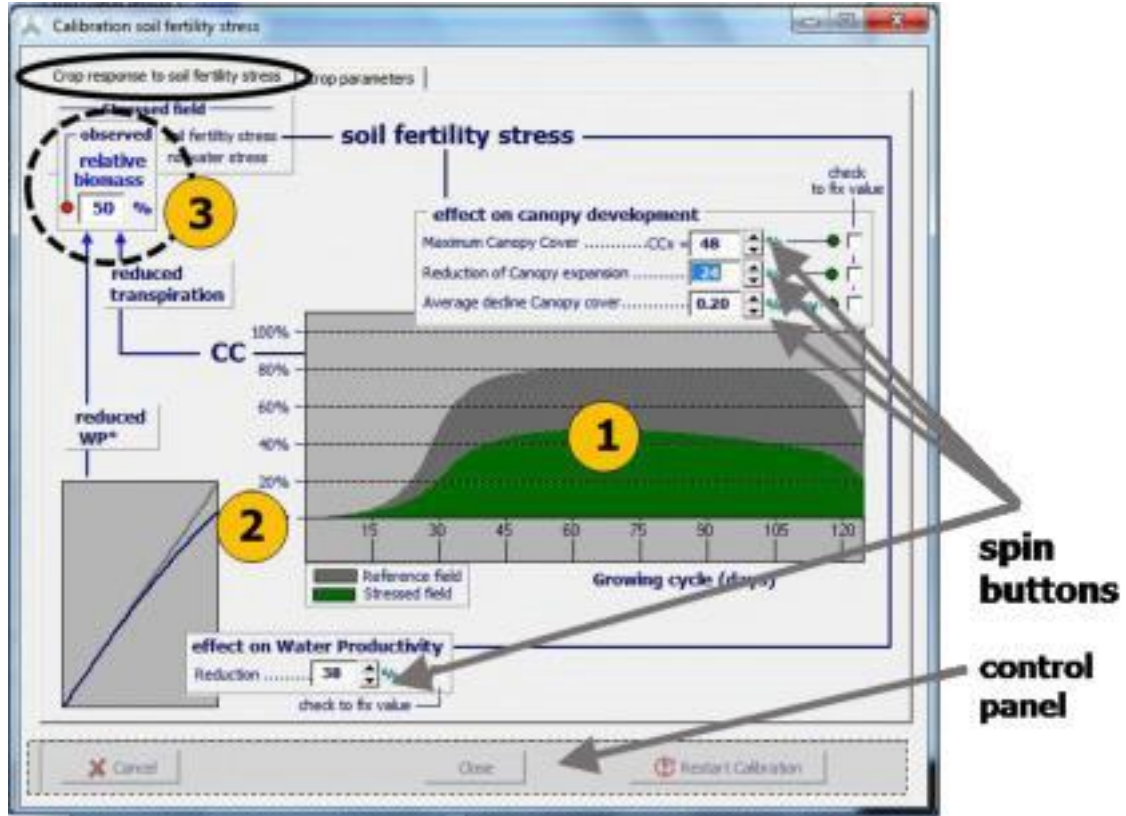 Calibration soil fertility stress
Crop response to soil fertility stress
crop parameters
Stressed field
observed
soil fertility stress
no water stress
relative
biomass
50 %
3
soil fertility stress
check
to fix value
effect on canopy development
Maximum Canopy Cover ............CCx = 48 %
Reduction of Canopy expansion ............ 24 %
Average decline Canopy cover............ 0.20
reduced
transpiration
CC
100%
80%
60%
40%
20%
1
reduced
WP*
2
15 30 45 60 75 90 105 120
Reference field
Stressed field
Growing cycle (days)
effect on Water Productivity
Reduction .......... 38 %
check to fix value
spin
buttons
control
panel
Cancel
Close
Restart Calibration